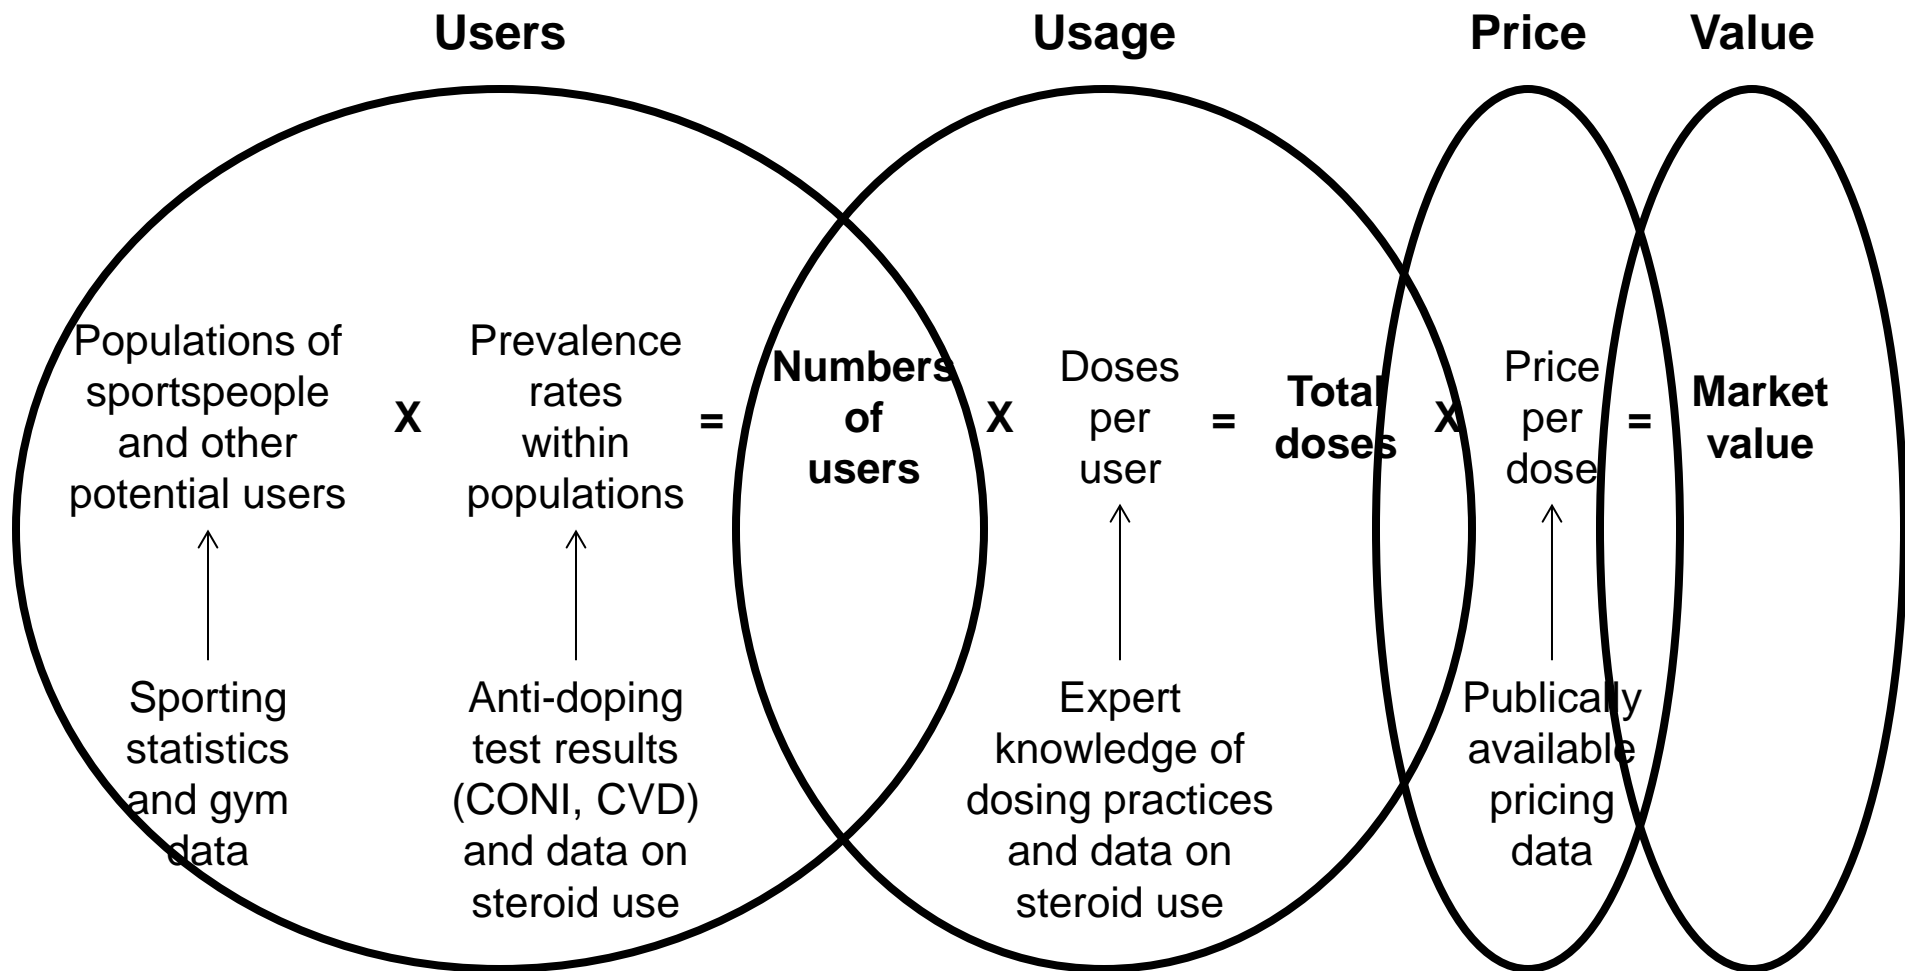 Users
Usage
Price
Value
Populations of
sportspeople
and other
potential users
X
Prevalence
rates
within
populations
=
Numbers
of
users
X
Doses
per
user
=
Total
doses
X
Price
per
dose
=
Market
value
Sporting
statistics
and gym
data
Anti-doping
test results
(CONI, CVD)
and data on
steroid use
Expert
knowledge of
dosing practices
and data on
steroid use
Publically
available
pricing
data